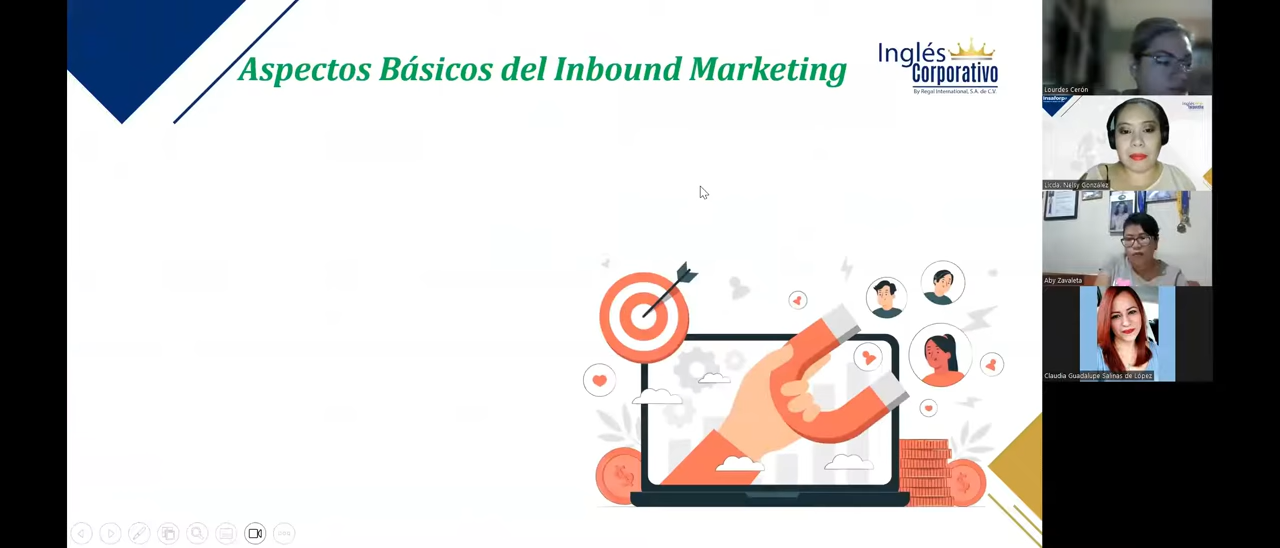 Aspectos Básicos del Inbound Marketing
Inglés
Corporativo
By Regal International, S.A. de C.V.
Lourdes Cerón
Insaforp
Licda. Nelly Gonzalez
Aby Zavaleta
Claudia Guadalupe Salinas de López